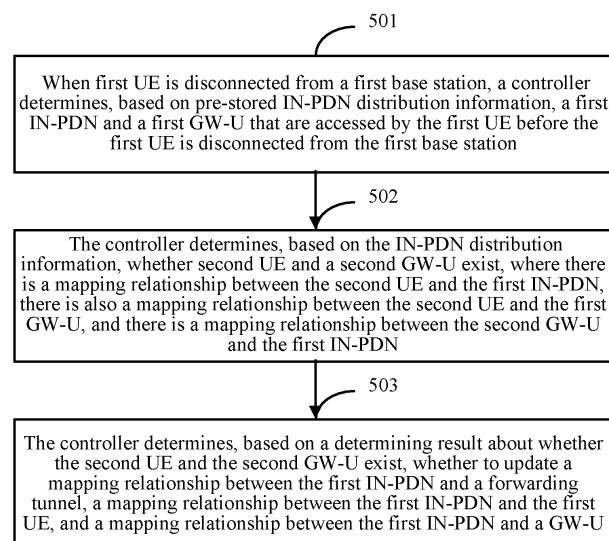 501
When first UE is disconnected from a first base station, a controller
determines, based on pre-stored IN-PDN distribution information, a first
IN-PDN and a first GW-U that are accessed by the first UE before the
first UE is disconnected from the first base station
502
The controller determines, based on the IN-PDN distribution
information, whether second UE and a second GW-U exist, where there
is a mapping relationship between the second UE and the first IN-PDN,
there is also a mapping relationship between the second UE and the first
GW-U, and there is a mapping relationship between the second GW-U
and the first IN-PDN
503
The controller determines, based on a determining result about whether
the second UE and the second GW-U exist, whether to update a
mapping relationship between the first IN-PDN and a forwarding
tunnel, a mapping relationship between the first IN-PDN and the first
UE, and a mapping relationship between the first IN-PDN and a GW-U